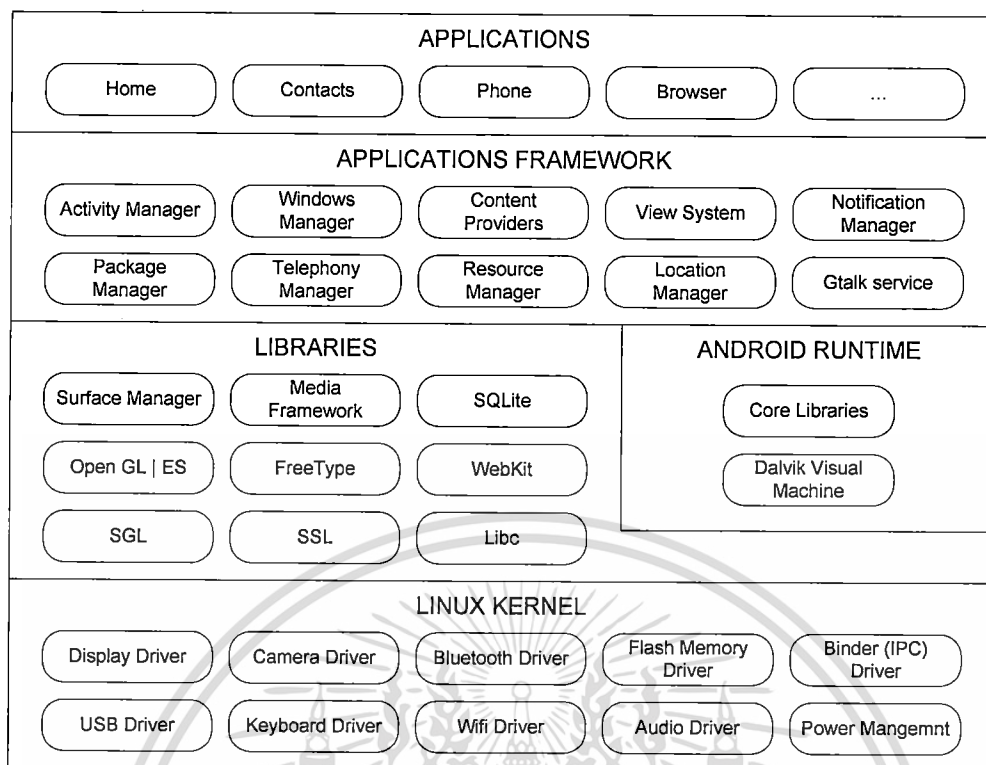 APPLICATIONS
Home
Contacts
Phone
Browser
...
APPLICATIONS FRAMEWORK
Activity Manager
Windows
Manager
Content
Providers
View System
Notification
Manager
Package
Manager
Telephony
Manager
Resource
Manager
Location
Manager
Gtalk service
LIBRARIES
Surface Manager
Media
Framework
SQLite
Open GL | ES
FreeType
WebKit
SGL
SSL
Libc
ANDROID RUNTIME
Core Libraries
Dalvik Visual
Machine
LINUX KERNEL
Display Driver
Camera Driver
Bluetooth Driver
Flash Memory
Driver
Binder (IPC)
Driver
USB Driver
Keyboard Driver
Wifi Driver
Audio Driver
Power Mangemnt